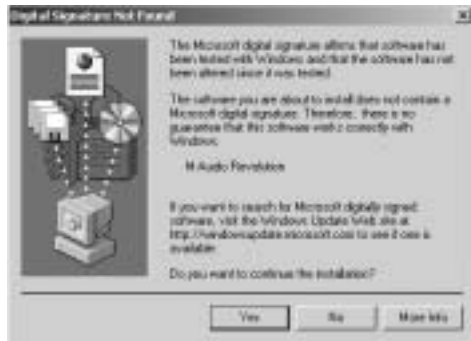 Digital Signature Not Found
The Microsoft digital signature affirms that software has
been tested with Windows and that the software has not
been altered since it was tested.
The software you are about to install does not contain a
Microsoft digital signature. Therefore, there is no
guarantee that this software works correctly with
Windows.
M-Audio Revolution
If you want to search for Microsoft digitally signed
software, visit the Windows Update Web site at
http://windowsupdate.microsoft.com to see if one is
available.
Do you want to continue the installation?
Yes
No
More Info